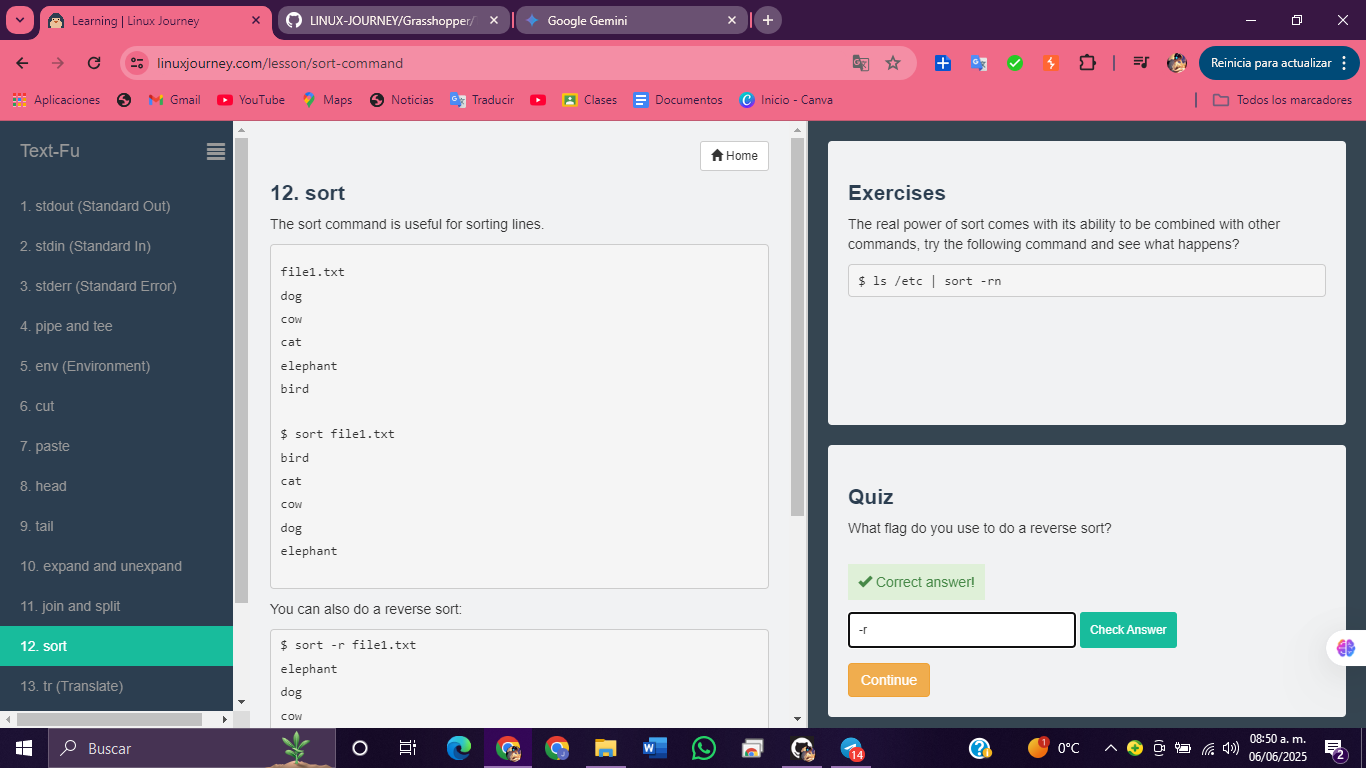 Learning | Linux Journey
LINUX-JOURNEY/Grasshopper/
Google Gemini
linuxjourney.com/lesson/sort-command
Reinicia para actualizar
Aplicaciones
Gmail
YouTube
Maps
Noticias
Traducir
Clases
Documentos
Inicio - Canva
Todos los marcadores
Text-Fu
1. stdout (Standard Out)
2. stdin (Standard In)
3. stderr (Standard Error)
4. pipe and tee
5. env (Environment)
6. cut
7. paste
8. head
9. tail
10. expand and unexpand
11. join and split
12. sort
13. tr (Translate)
Home
12. sort
The sort command is useful for sorting lines.
file1.txt
dog
cow
cat
elephant
bird
$ sort file1.txt
bird
cat
cow
dog
elephant
You can also do a reverse sort:
$ sort -r file1.txt
elephant
dog
cow
Exercises
The real power of sort comes with its ability to be combined with other
commands, try the following command and see what happens?
$ ls /etc | sort -rn
Quiz
What flag do you use to do a reverse sort?
Correct answer!
-r
Check Answer
Continue
Buscar
14
1
0°C
08:50 a. m.
06/06/2025
2